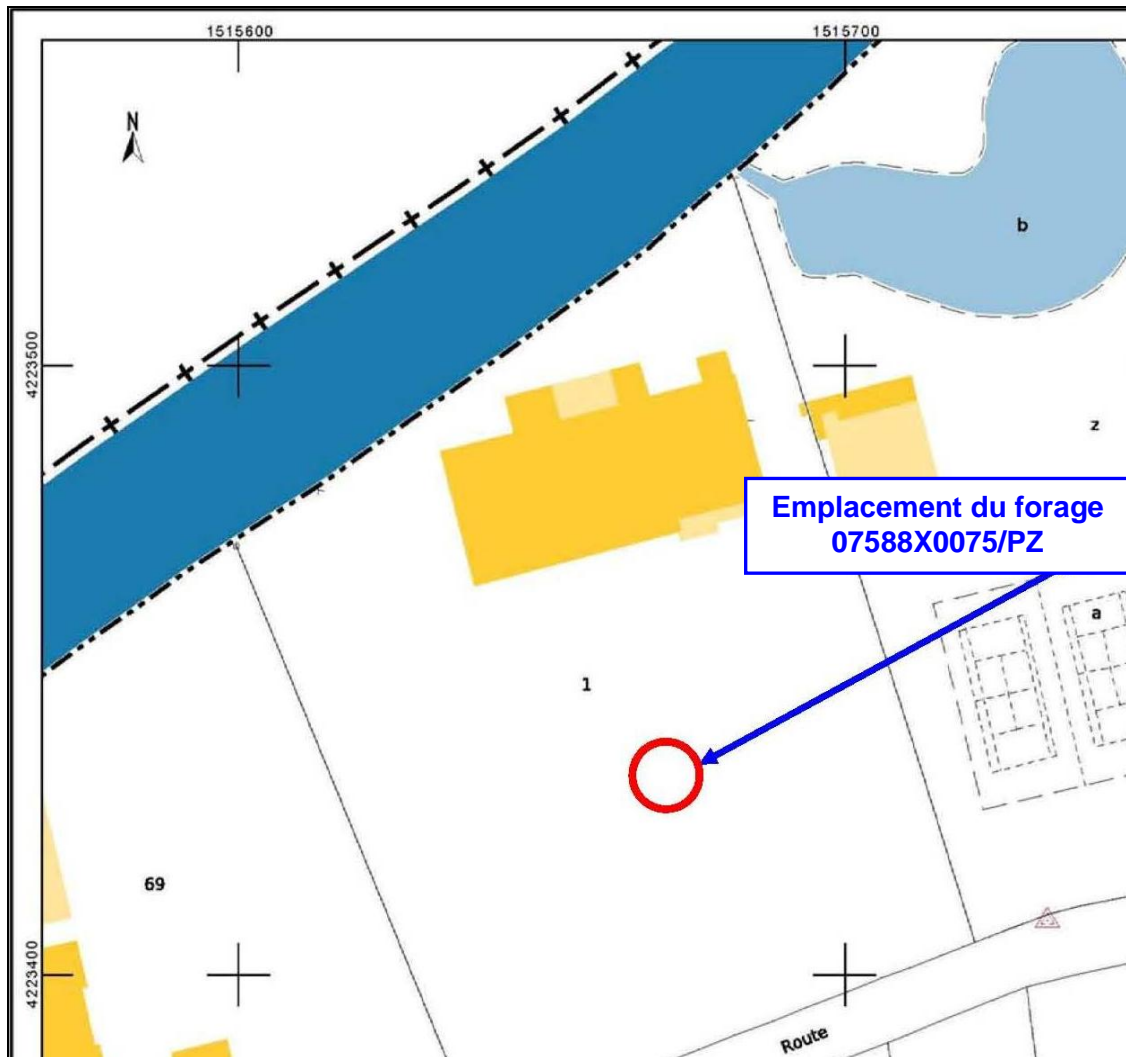 1515600
1515700
N
b
4223500
z
Emplacement du forage
07588X0075/PZ
a
1
69
4223400
Route